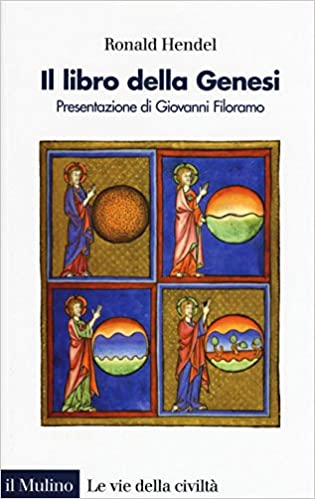 Ronald Hendel
Il libro della Genesi
Presentazione di Giovanni Filoramo
il Mulino
Le vie della civiltà